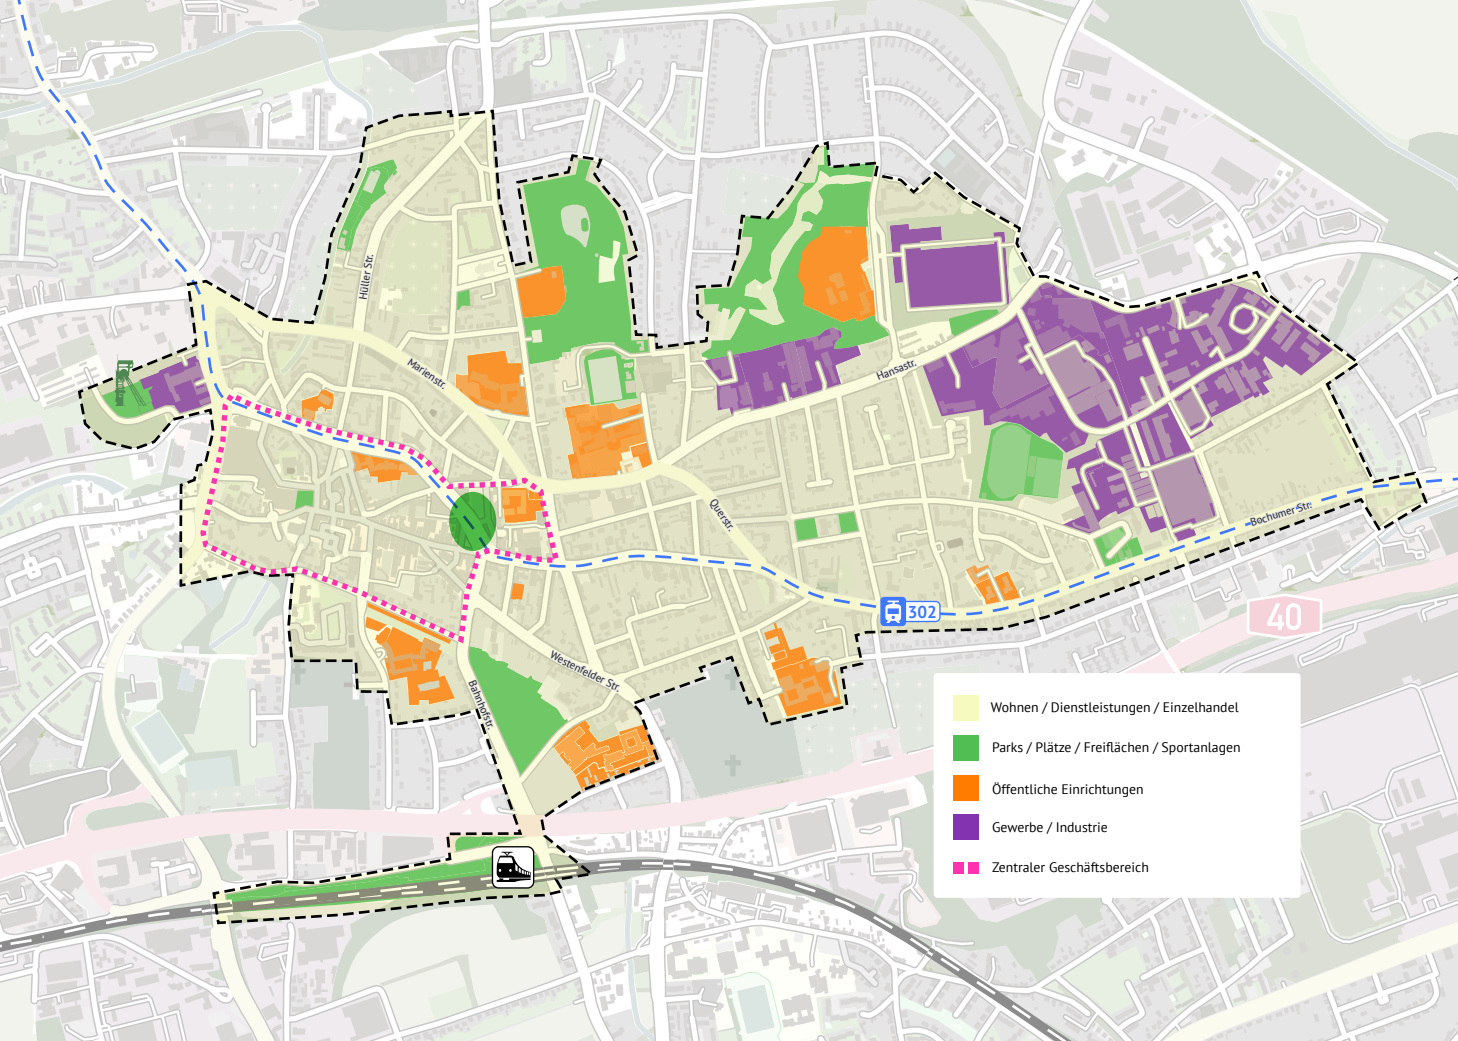 Hüller Str.
Marienstr.
Hansastr.
Querstr.
Bochumer Str.
302
40
Westenfelder Str.
Bahnhofstr.
Wohnen / Dienstleistungen / Einzelhandel
Parks / Plätze / Freiflächen / Sportanlagen
Öffentliche Einrichtungen
Gewerbe / Industrie
Zentraler Geschäftsbereich